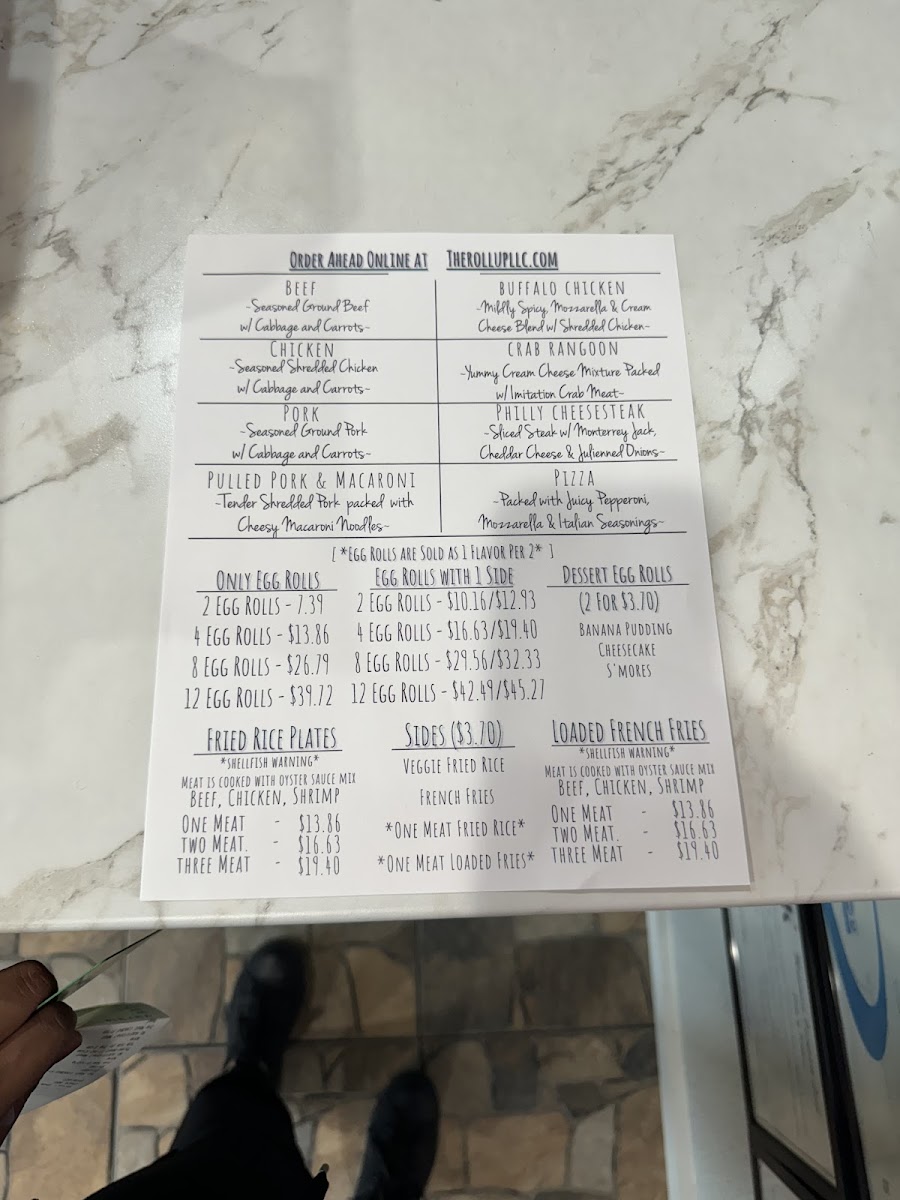 Order Ahead Online at Therollupllc.com
Beef
~Seasoned Ground Beef
w/ Cabbage and Carrots~
Buffalo Chicken
~Mildly Spicy, Mozzarella & Cream
Cheese Blend w/ Shredded Chicken~
Chicken
~Seasoned Shredded Chicken
w/ Cabbage and Carrots~
Crab Rangoon
~Yummy Cream Cheese Mixture Packed
w/ Imitation Crab Meat~
Pork
~Seasoned Ground Pork
w/ Cabbage and Carrots~
Philly Cheesesteak
~Sliced Steak w/ Monterrey Jack,
Cheddar Cheese & Julienned Onions~
Pulled Pork & Macaroni
~Tender Shredded Pork packed with
Cheesy Macaroni Noodles~
Pizza
~Packed with Juicy Pepperoni,
Mozzarella & Italian Seasonings~
[ *Egg Rolls are Sold as 1 Flavor Per 2* ]
Only Egg Rolls
2 Egg Rolls - 7.39
4 Egg Rolls - $13.86
8 Egg Rolls - $26.79
12 Egg Rolls - $39.72
Egg Rolls with 1 Side
2 Egg Rolls - $10.16/$12.93
4 Egg Rolls - $16.63/$19.40
8 Egg Rolls - $29.56/$32.33
12 Egg Rolls - $42.49/$45.27
Dessert Egg Rolls
(2 for $3.70)
Banana Pudding
Cheesecake
S'mores
Fried Rice Plates
*Shellfish Warning*
Meat is cooked with oyster sauce mix
Beef, Chicken, Shrimp
One Meat - $13.86
Two Meat. - $16.63
Three Meat - $19.40
Sides ($3.70)
Veggie Fried Rice
French Fries
*One Meat Fried Rice*
*One Meat Loaded Fries*
Loaded French Fries
*Shellfish Warning*
Meat is cooked with oyster sauce mix
Beef, Chicken, Shrimp
One Meat - $13.86
Two Meat. - $16.63
Three Meat - $19.40